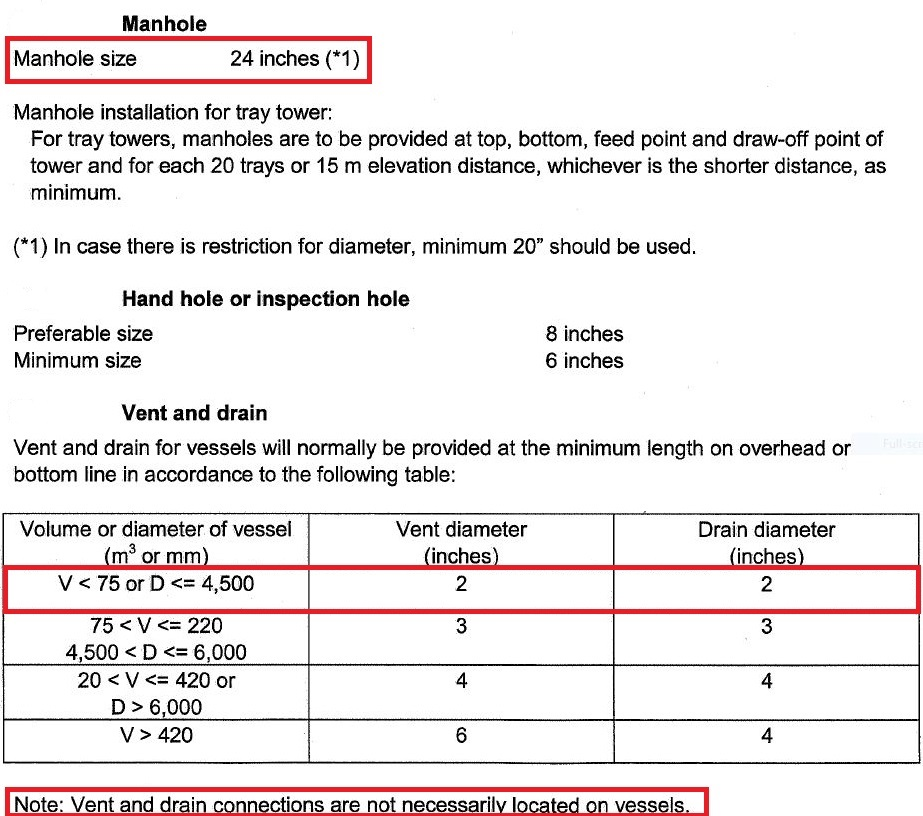 Manhole
Manhole size 24 inches (*1)
Manhole installation for tray tower:
For tray towers, manholes are to be provided at top, bottom, feed point and draw-off point of
tower and for each 20 trays or 15 m elevation distance, whichever is the shorter distance, as
minimum.
(*1) In case there is restriction for diameter, minimum 20” should be used.
Hand hole or inspection hole
Preferable size 8 inches
Minimum size 6 inches
Vent and drain
Vent and drain for vessels will normally be provided at the minimum length on overhead or
bottom line in accordance to the following table:
Volume or diameter of vessel Vent diameter Drain diameter
(m³ or mm) (inches) (inches)
V < 75 or D <= 4,500 2 2
75 < V <= 220 3 3
4,500 < D <= 6,000
20 < V <= 420 or 4 4
D > 6,000
V > 420 6 4
Note: Vent and drain connections are not necessarily located on vessels.